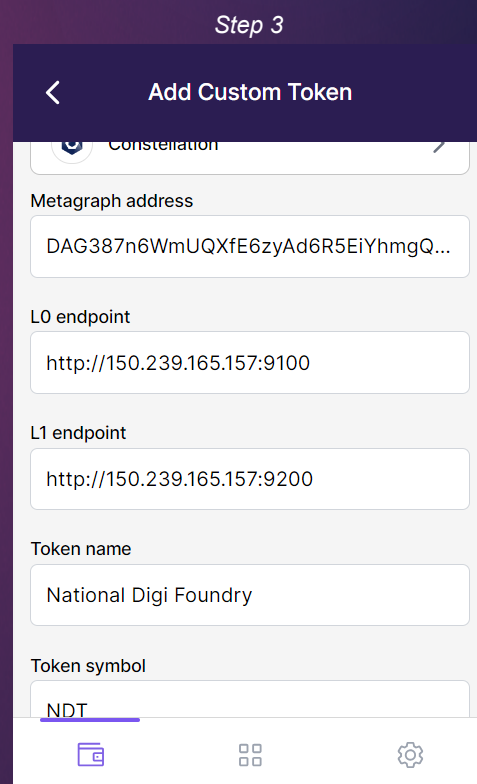 Step 3
Add Custom Token
Constellation
Metagraph address
DAG387n6WmUQXfE6zyAd6R5EiYhmgQ...
L0 endpoint
http://150.239.165.157:9100
L1 endpoint
http://150.239.165.157:9200
Token name
National Digi Foundry
Token symbol
NDT